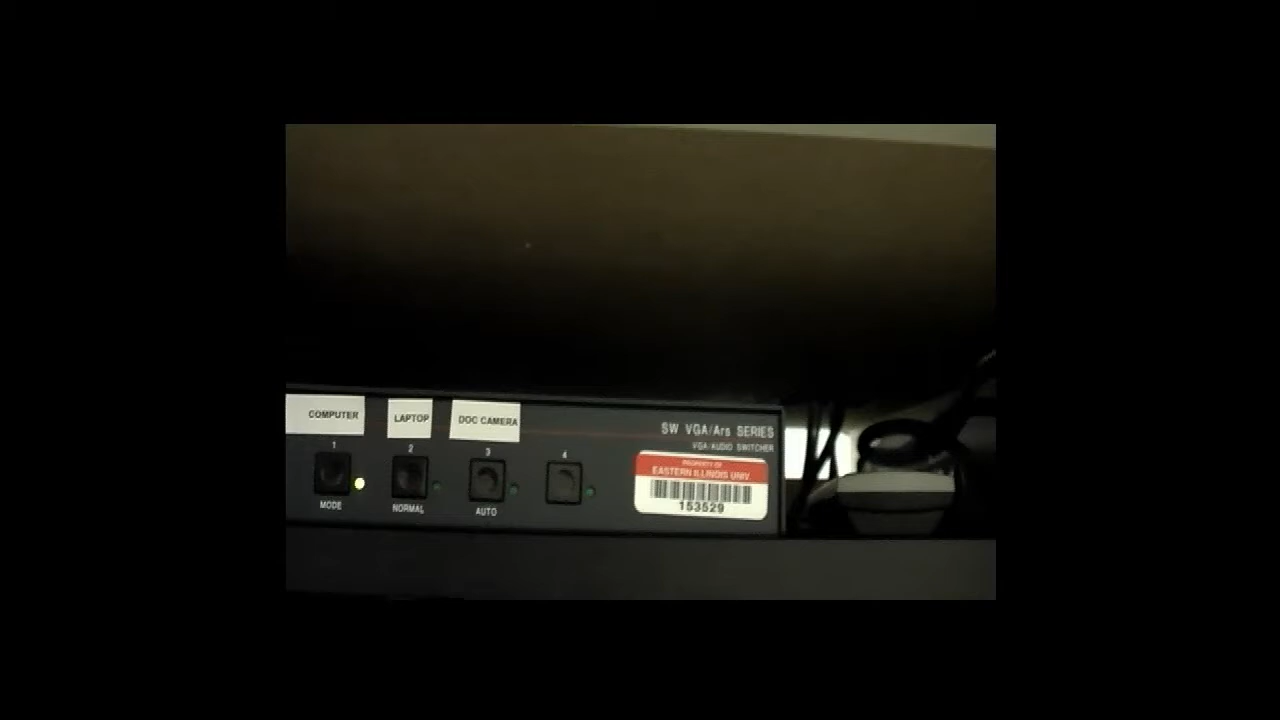 COMPUTER
LAPTOP
DOC CAMERA
SW VGA/Ars SERIES
VGA/AUDIO SWITCHER
1
2
3
4
MODE
NORMAL
AUTO
PROPERTY OF
EASTERN ILLINOIS UNIV.
153529